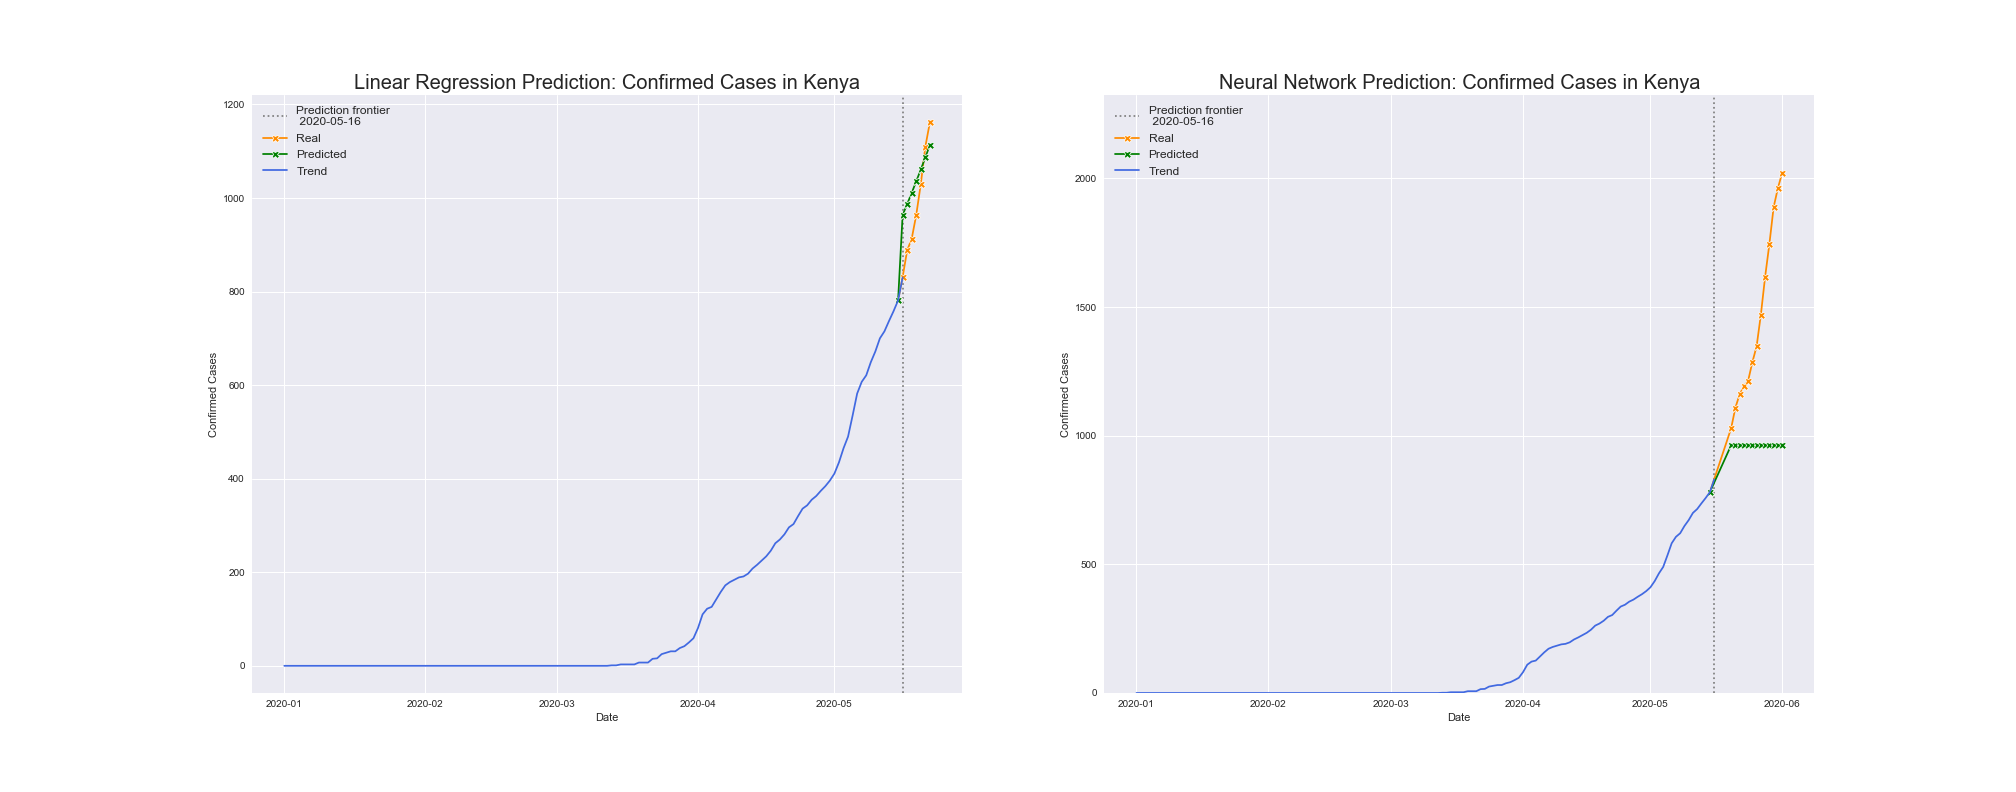 Linear Regression Prediction: Confirmed Cases in Kenya
1200
1000
800
600
400
200
0
Confirmed Cases
Prediction frontier
2020-05-16
Real
Predicted
Trend
2020-01
2020-02
2020-03
2020-04
2020-05
Date
Neural Network Prediction: Confirmed Cases in Kenya
2000
1500
1000
500
0
Confirmed Cases
Prediction frontier
2020-05-16
Real
Predicted
Trend
2020-01
2020-02
2020-03
2020-04
2020-05
2020-06
Date